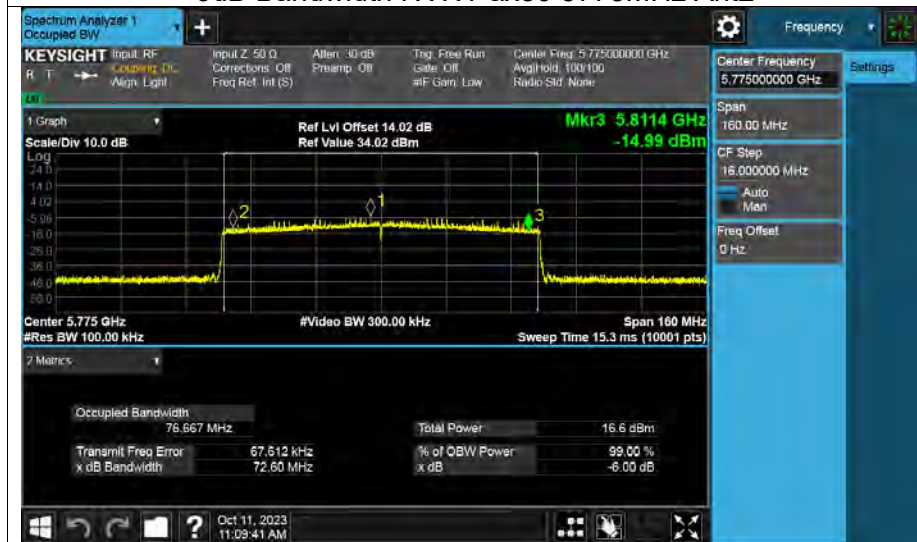 Spectrum Analyzer 1
Occupied BW
+
Frequency
KEYSIGHT
Input: RF
Coupling: DC
Align: Light
R T
Input Z: 50 Ω
Corrections: Off
Freq Ref: Int (S)
Atten: 30 dB
Preamp: Off
Trig: Free Run
Gate: Off
#IF Gain: Low
Center Freq: 5.775000000 GHz
Avg|Hold: 100/100
Radio Std: None
Center Frequency
5.775000000 GHz
Settings
Span
160.00 MHz
CF Step
16.000000 MHz
Auto
Man
Freq Offset
0 Hz
1 Graph
Scale/Div 10.0 dB
Ref Lvl Offset 14.02 dB
Ref Value 34.02 dBm
Mkr3 5.8114 GHz
-14.99 dBm
Log
24.0
14.0
4.02
-5.98
-16.0
-26.0
-36.0
-46.0
-56.0
2
1
3
Center 5.775 GHz
#Res BW 100.00 kHz
#Video BW 300.00 kHz
Span 160 MHz
Sweep Time 15.3 ms (10001 pts)
2 Metrics
Occupied Bandwidth
76.667 MHz
Total Power 16.6 dBm
Transmit Freq Error 67.612 kHz
% of OBW Power 99.00 %
x dB Bandwidth 72.60 MHz
x dB -6.00 dB
?
Oct 11, 2023
11:09:41 AM